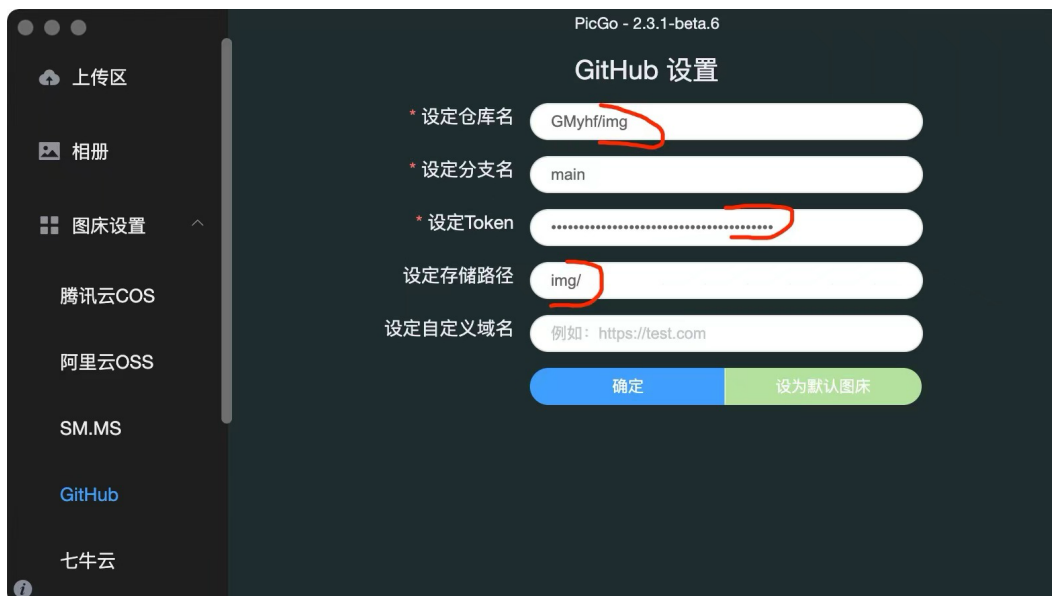 PicGo - 2.3.1-beta.6
上传区
相册
图床设置
腾讯云COS
阿里云OSS
SM.MS
GitHub
七牛云
GitHub 设置
* 设定仓库名
GMyhf/img
* 设定分支名
main
* 设定Token
设定存储路径
img/
设定自定义域名
例如：https://test.com
确定
设为默认图床